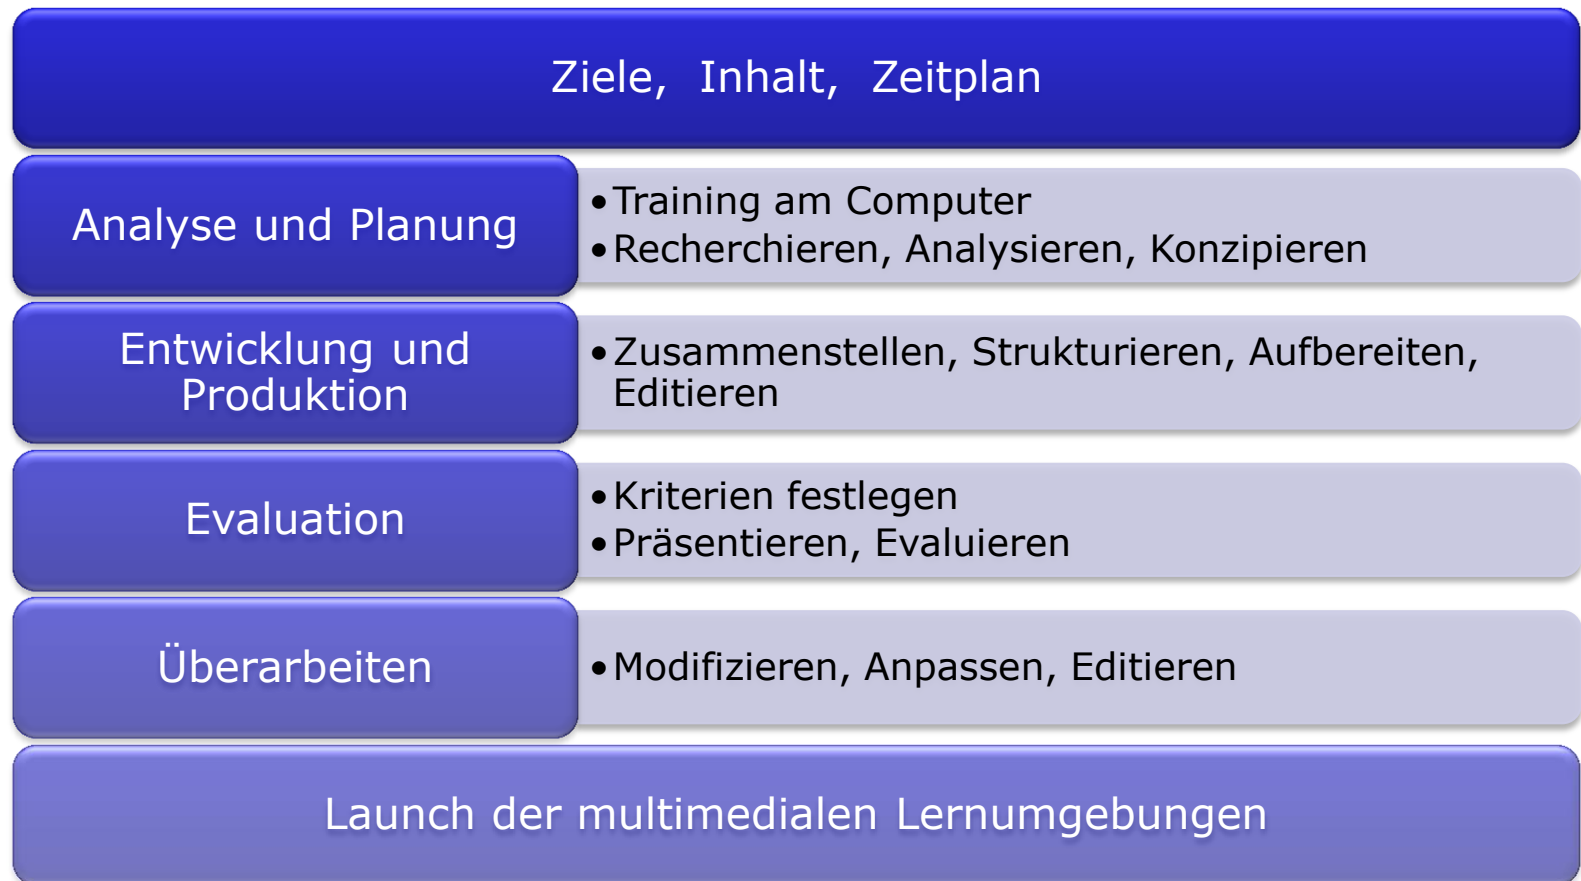 Ziele, Inhalt, Zeitplan
Analyse und Planung
•Training am Computer
•Recherchieren, Analysieren, Konzipieren
Entwicklung und
Produktion
•Zusammenstellen, Strukturieren, Aufbereiten,
Editieren
Evaluation
•Kriterien festlegen
•Präsentieren, Evaluieren
Überarbeiten
•Modifizieren, Anpassen, Editieren
Launch der multimedialen Lernumgebungen